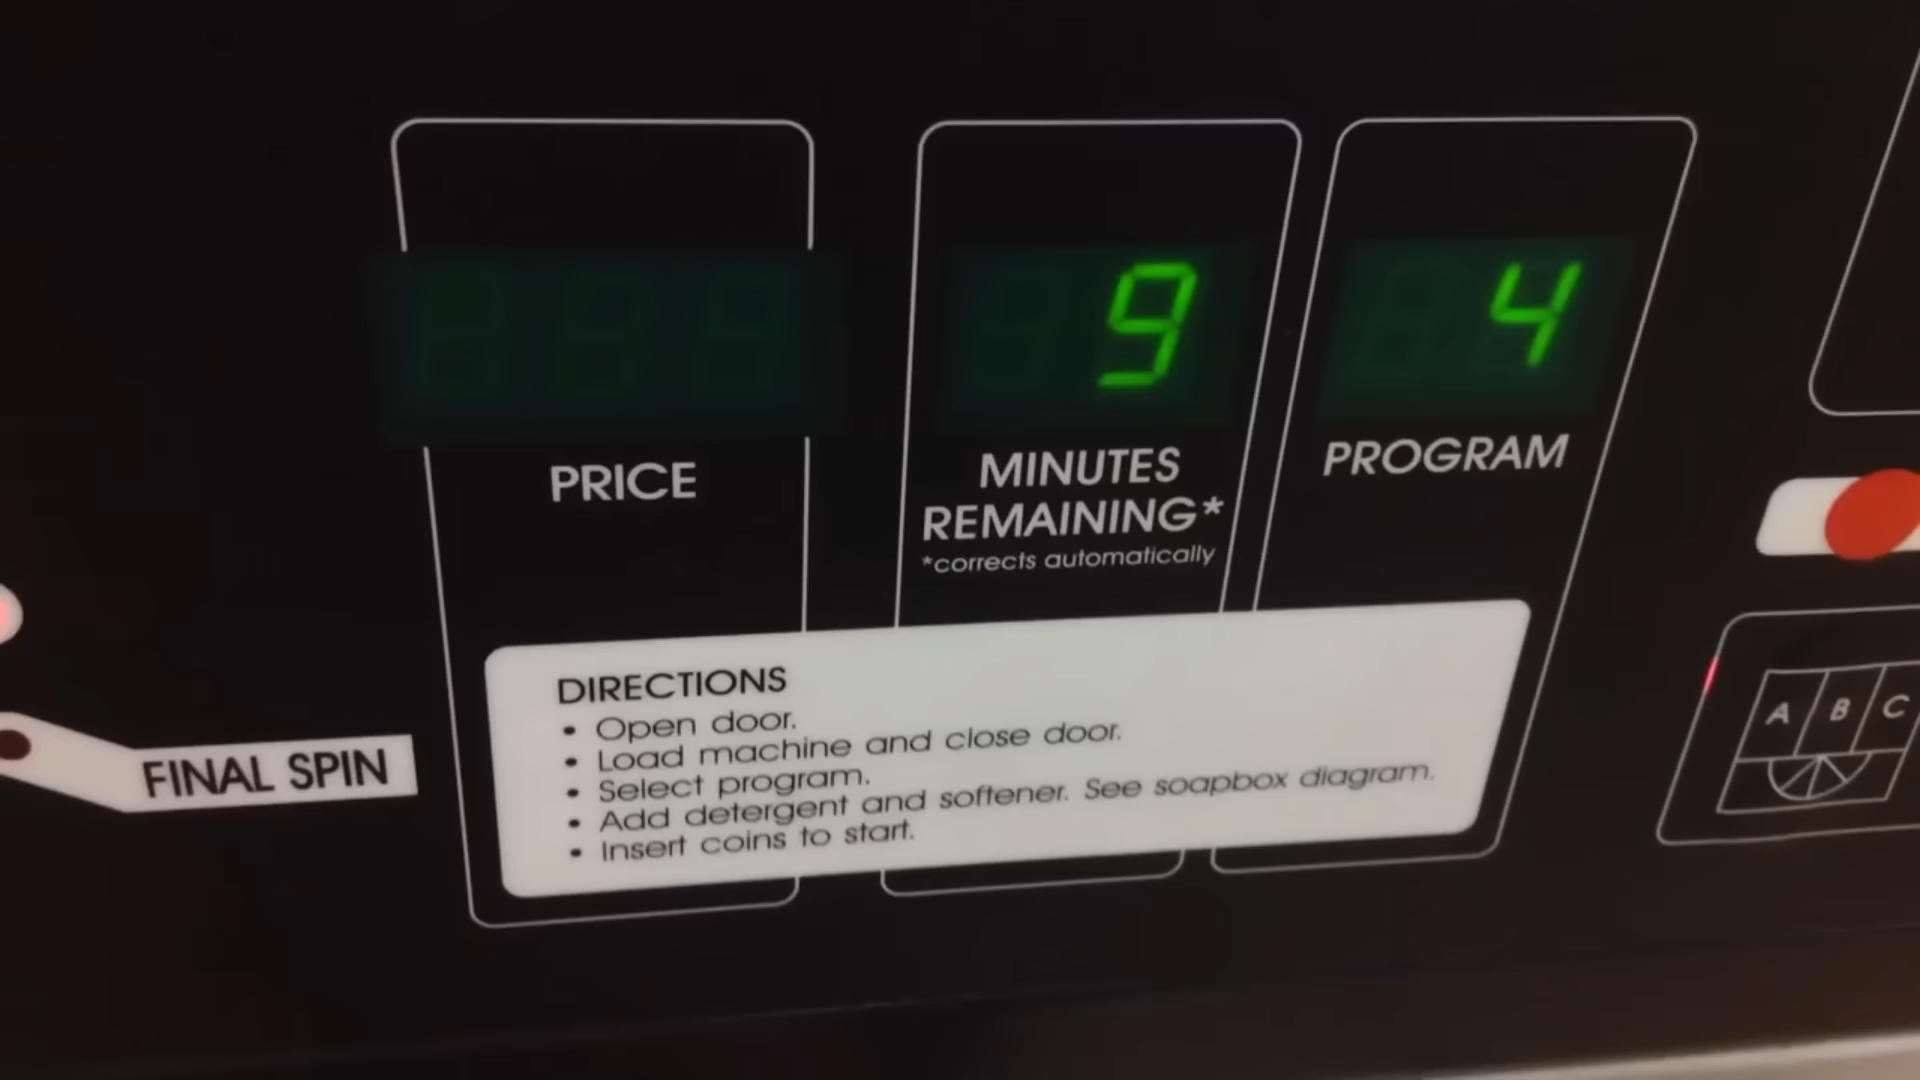 9
4
PRICE
MINUTES
REMAINING*
*corrects automatically
PROGRAM
DIRECTIONS
• Open door.
• Load machine and close door.
• Select program.
• Add detergent and softener. See soapbox diagram.
• Insert coins to start.
FINAL SPIN
A B C